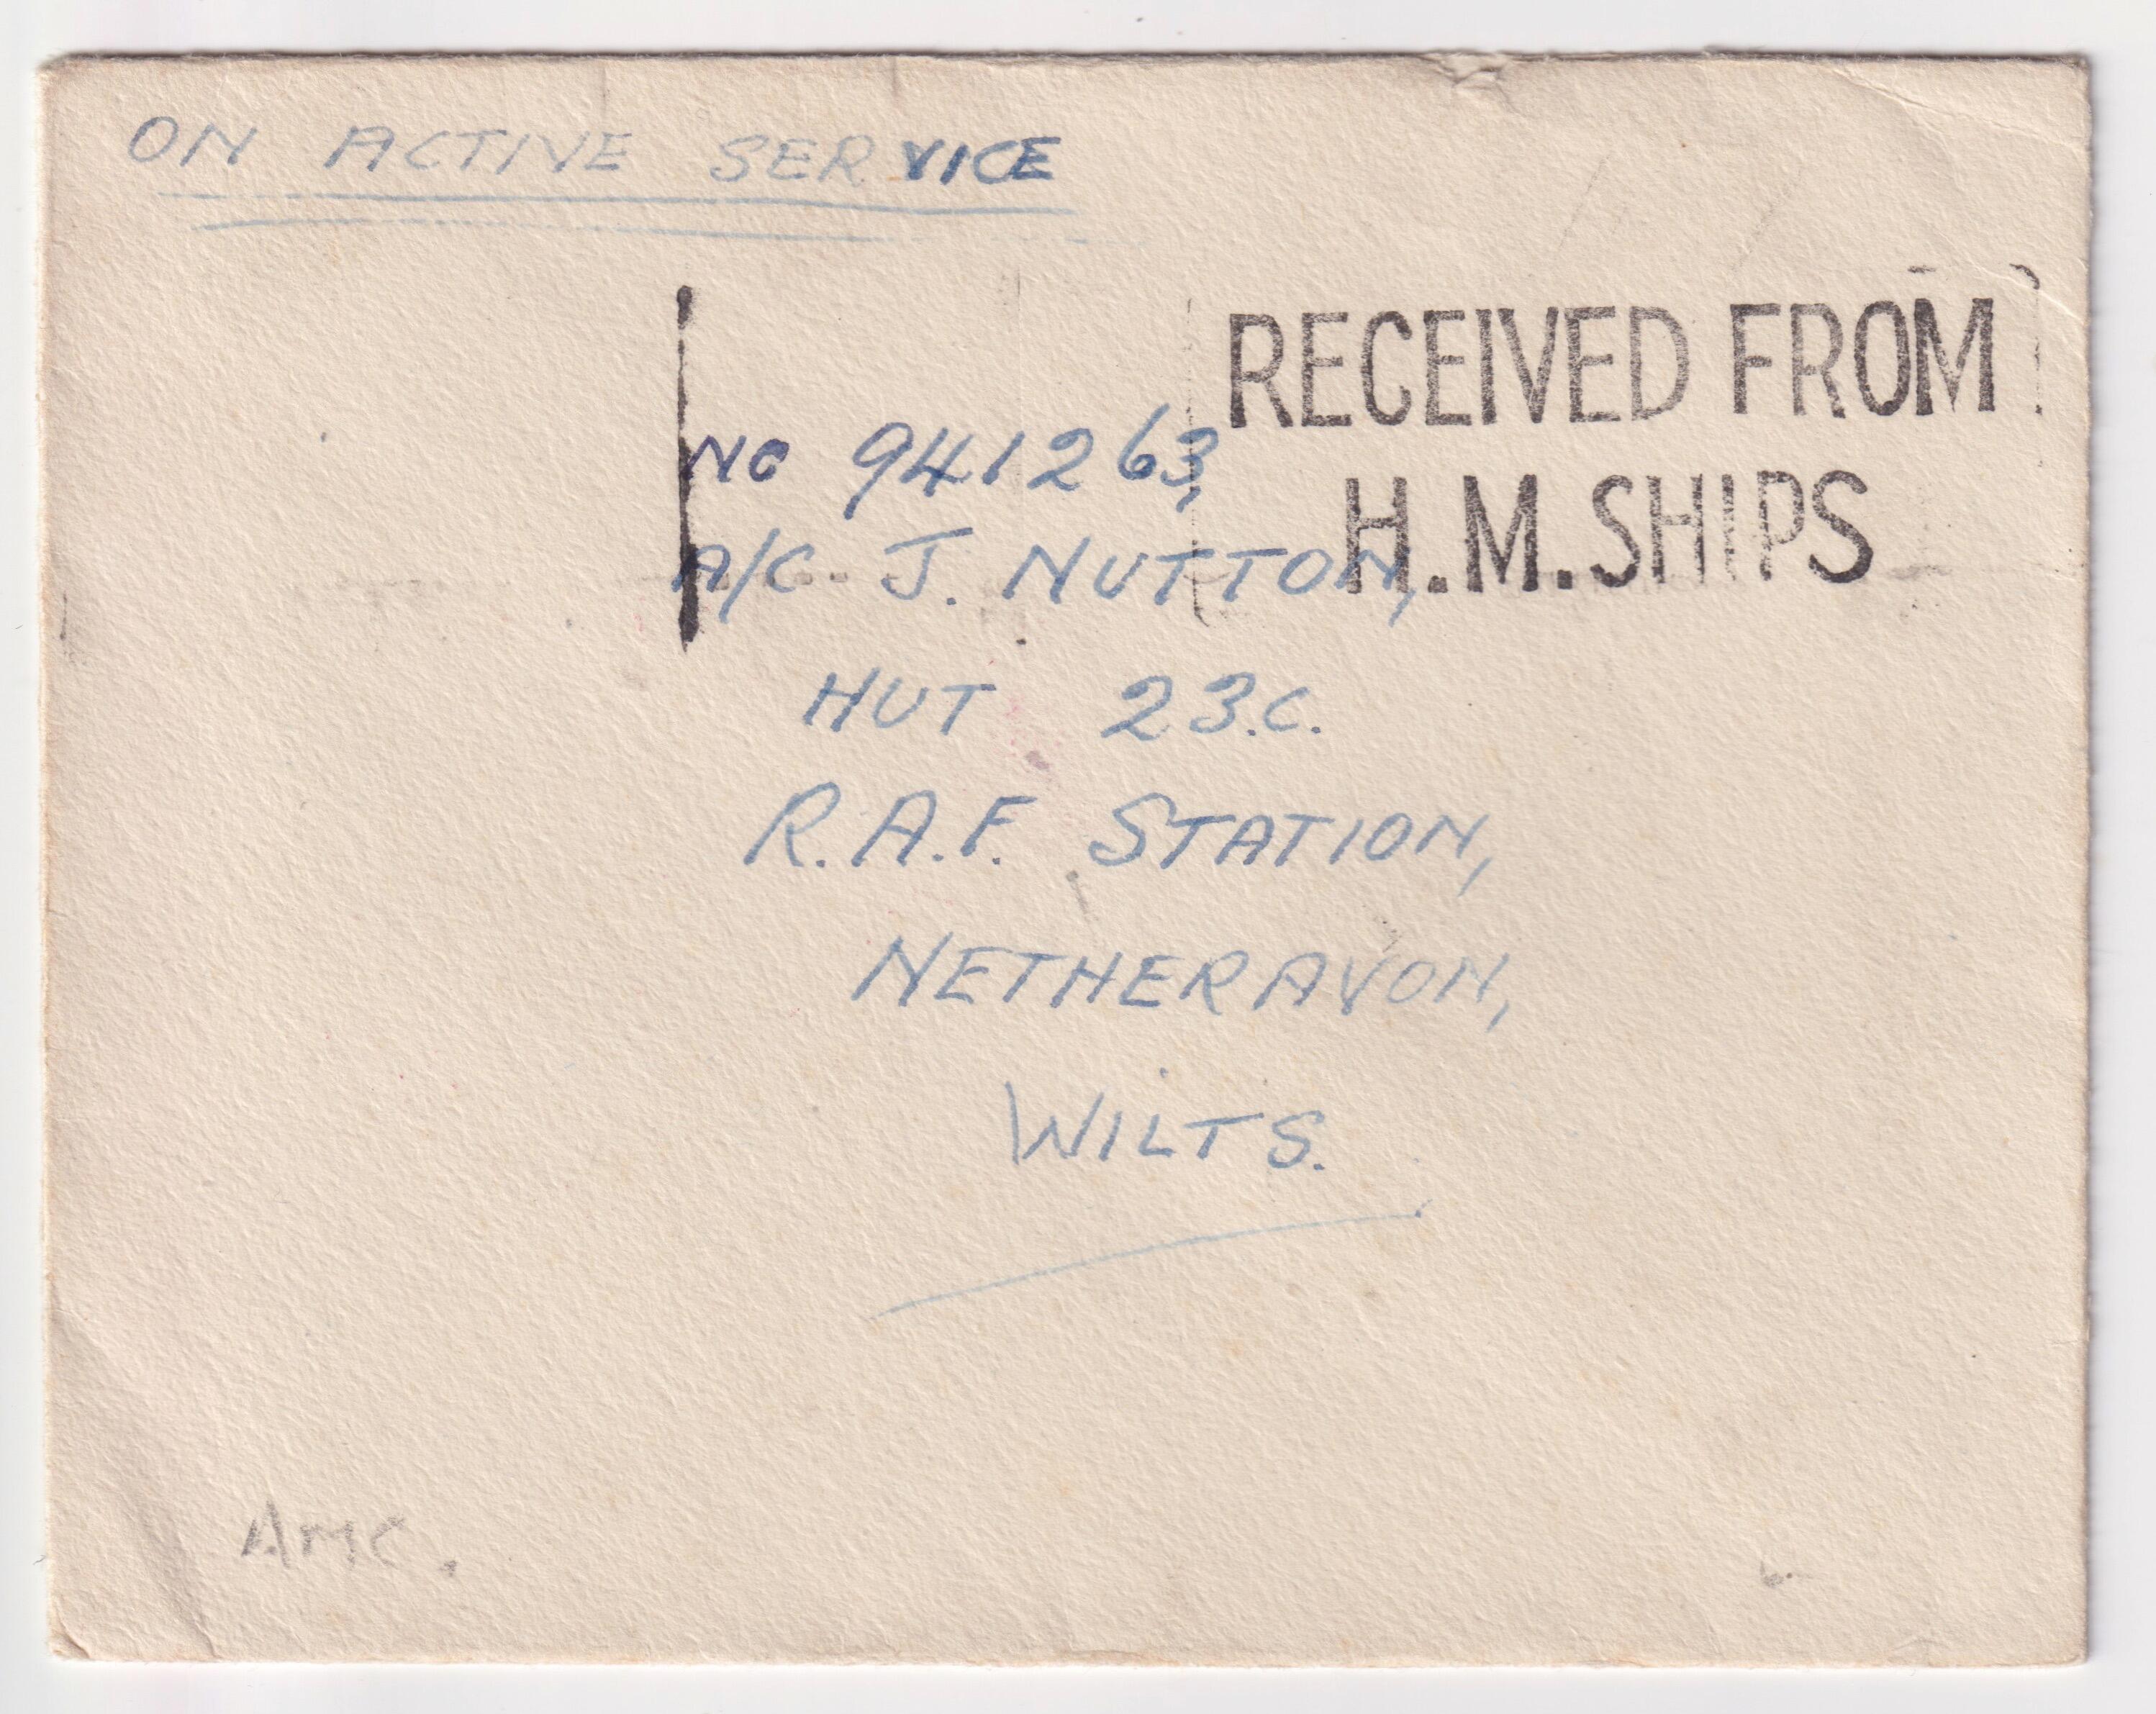 ON ACTIVE SERVICE
RECEIVED FROM
H.M. SHIPS
NO 941263,
A/C. J. NUTTON,
HUT 23.C.
R.A.F. STATION,
NETHERAVON,
WILTS.
AMC.